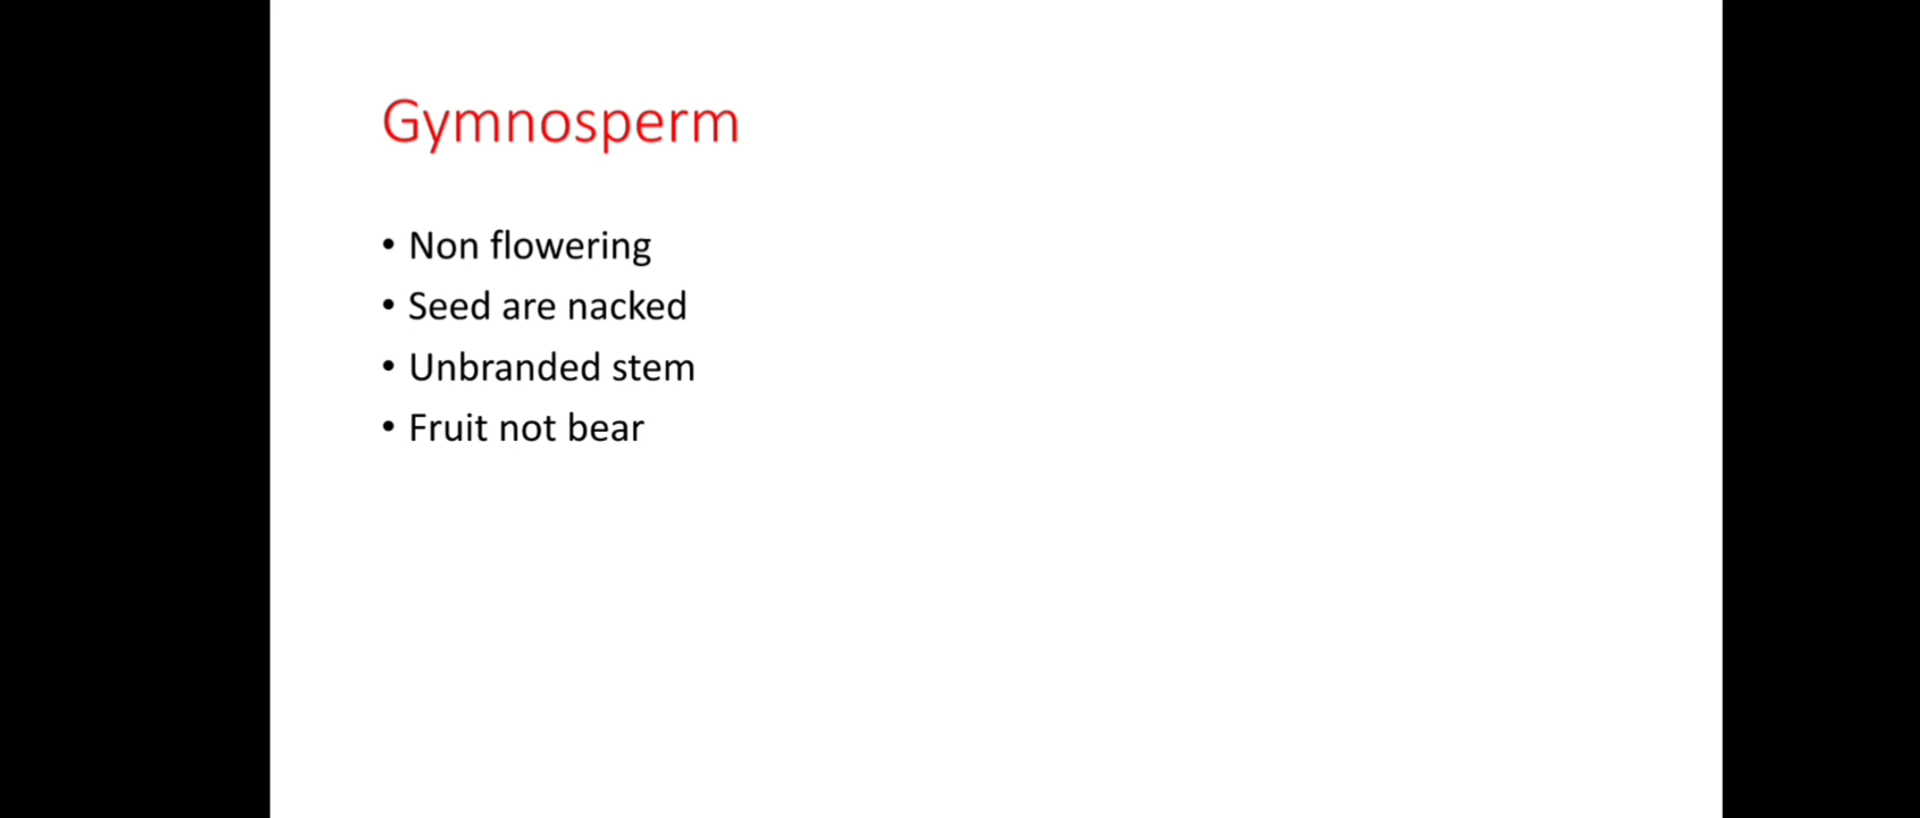 Gymnosperm
• Non flowering
• Seed are nacked
• Unbranded stem
• Fruit not bear